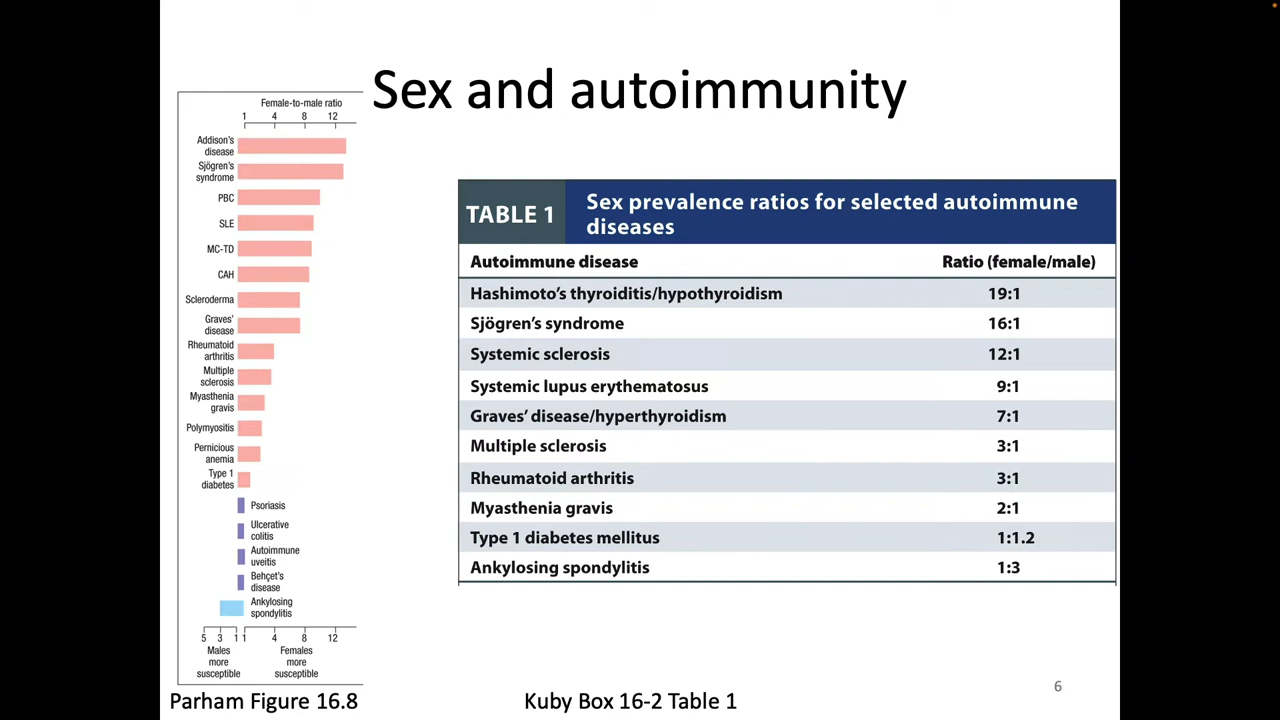 Sex and autoimmunity
Female-to-male ratio
1 4 8 12
Addison's
disease
Sjögren's
syndrome
PBC
SLE
MC-TD
CAH
Scleroderma
Graves'
disease
Rheumatoid
arthritis
Multiple
sclerosis
Myasthenia
gravis
Polymyositis
Pernicious
anemia
Type 1
diabetes
Psoriasis
Ulcerative
colitis
Autoimmune
uveitis
Behçet's
disease
Ankylosing
spondylitis
5 3 1 1 4 8 12
Males
more
susceptible
Females
more
susceptible
Parham Figure 16.8
TABLE 1
Sex prevalence ratios for selected autoimmune
diseases
Autoimmune disease Ratio (female/male)
Hashimoto's thyroiditis/hypothyroidism 19:1
Sjögren's syndrome 16:1
Systemic sclerosis 12:1
Systemic lupus erythematosus 9:1
Graves' disease/hyperthyroidism 7:1
Multiple sclerosis 3:1
Rheumatoid arthritis 3:1
Myasthenia gravis 2:1
Type 1 diabetes mellitus 1:1.2
Ankylosing spondylitis 1:3
Kuby Box 16-2 Table 1
6